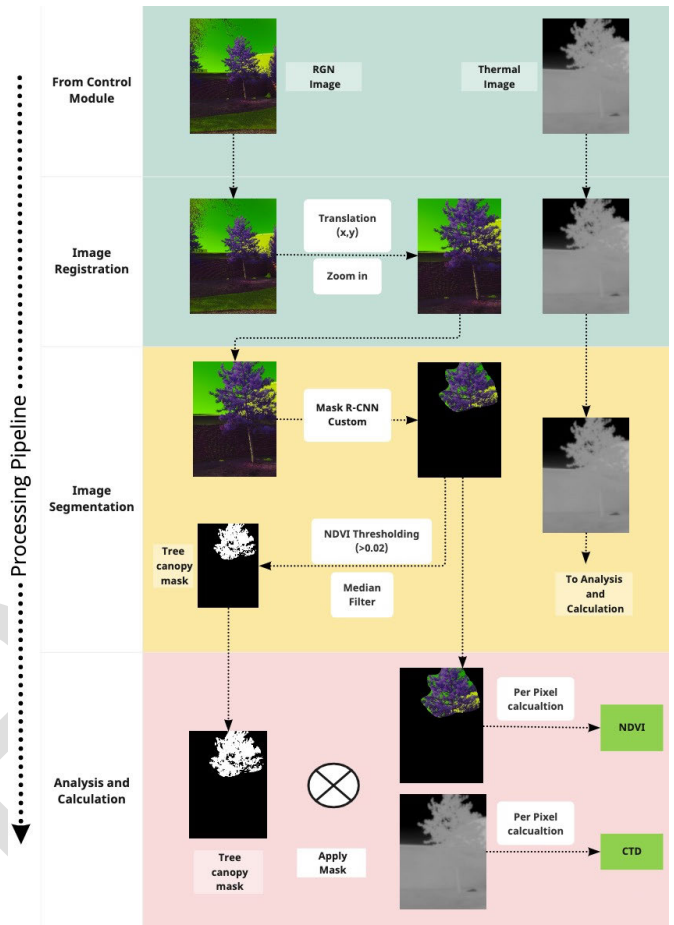 Processing Pipeline
From Control
Module
RGN
Image
Thermal
Image
Image
Registration
Translation
(x,y)
Zoom in
Image
Segmentation
Mask R-CNN
Custom
NDVI Thresholding
(>0.02)
Median
Filter
Tree
canopy
mask
To Analysis
and
Calculation
Analysis and
Calculation
Per Pixel
calcualtion
NDVI
Per Pixel
calcualtion
CTD
Tree
canopy
mask
Apply
Mask